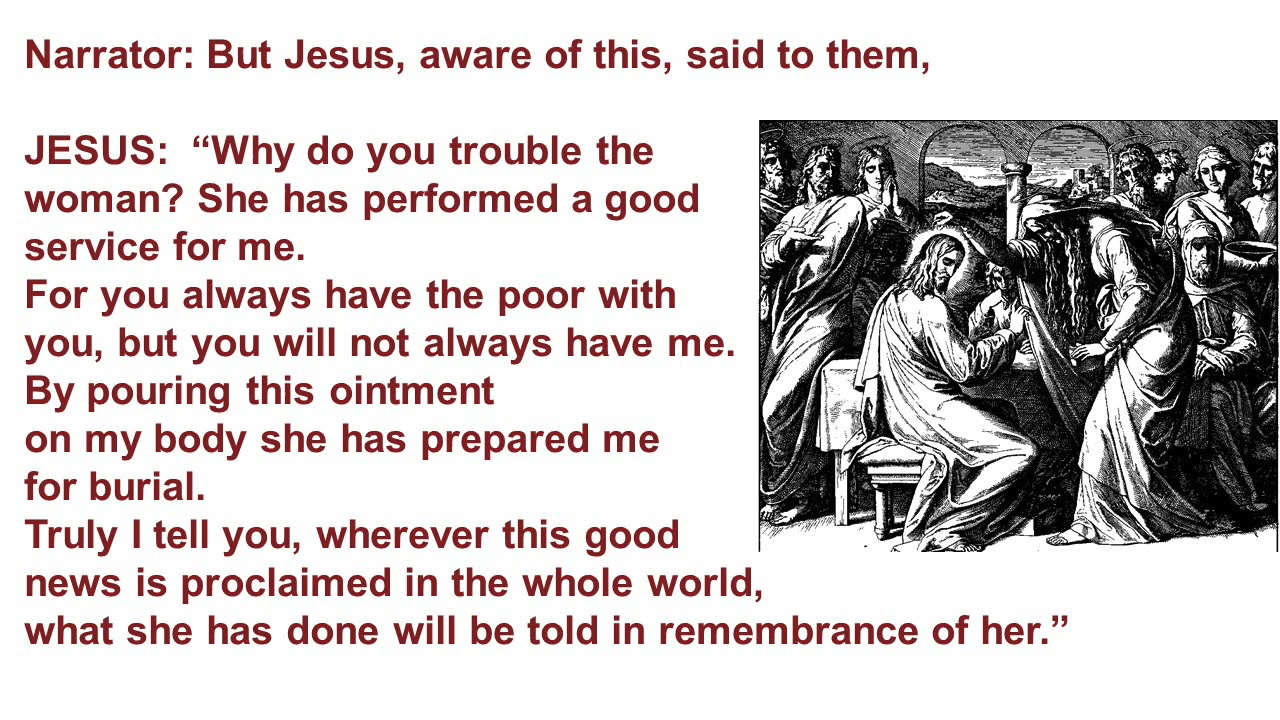 Narrator: But Jesus, aware of this, said to them,
JESUS:  “Why do you trouble the
woman? She has performed a good
service for me.
For you always have the poor with
you, but you will not always have me.
By pouring this ointment
on my body she has prepared me
for burial.
Truly I tell you, wherever this good
news is proclaimed in the whole world,
what she has done will be told in remembrance of her.”